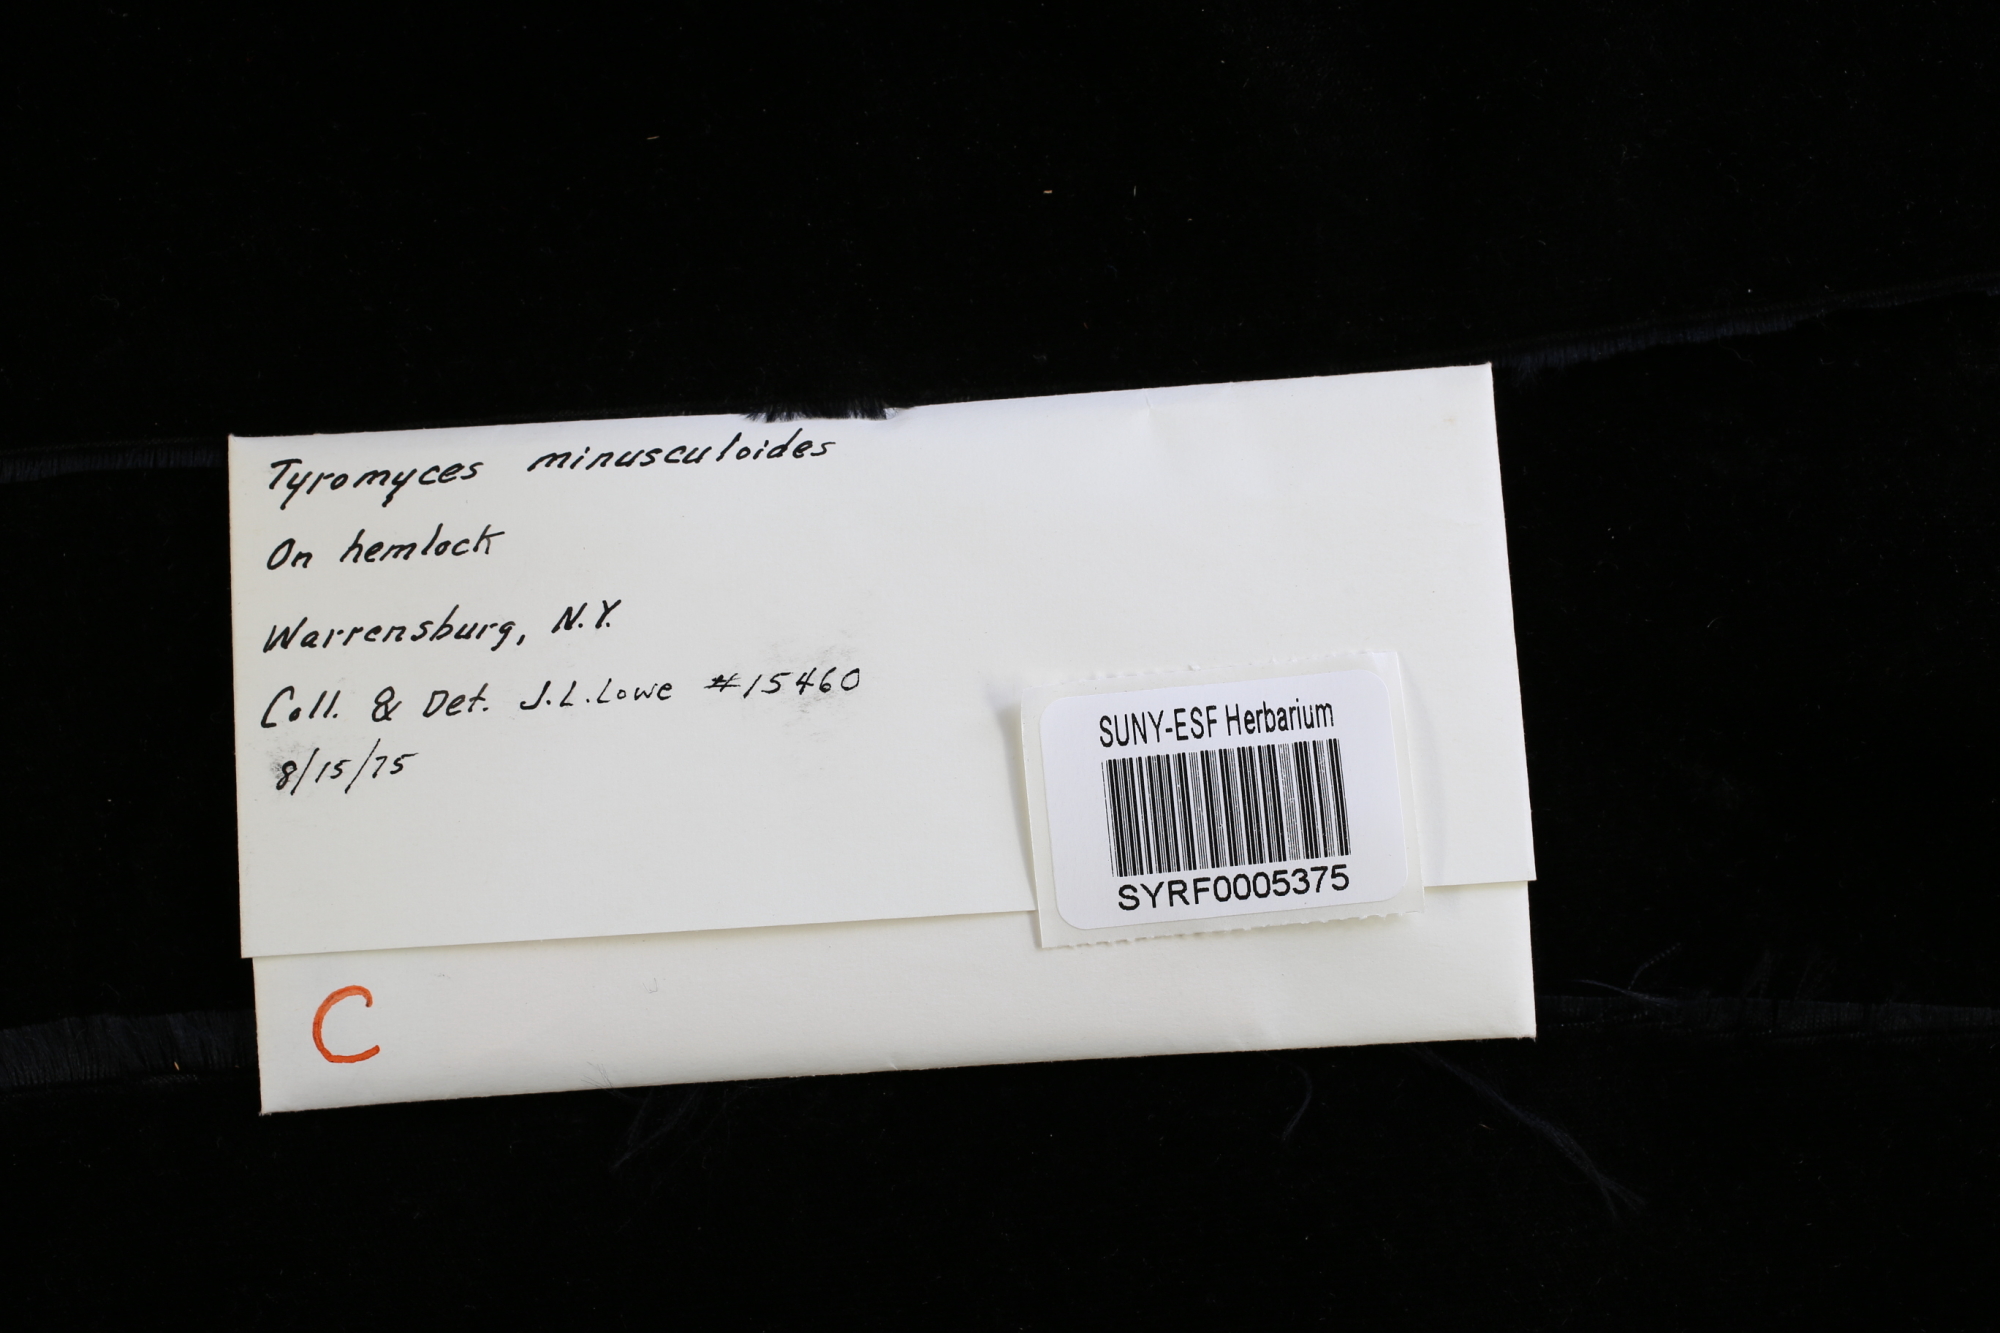 Tyromyces minusculoides
On hemlock
Warrensburg, N.Y.
Coll. & Det. J.L.Lowe #15460
8/15/75
SUNY-ESF Herbarium
SYRF0005375
C